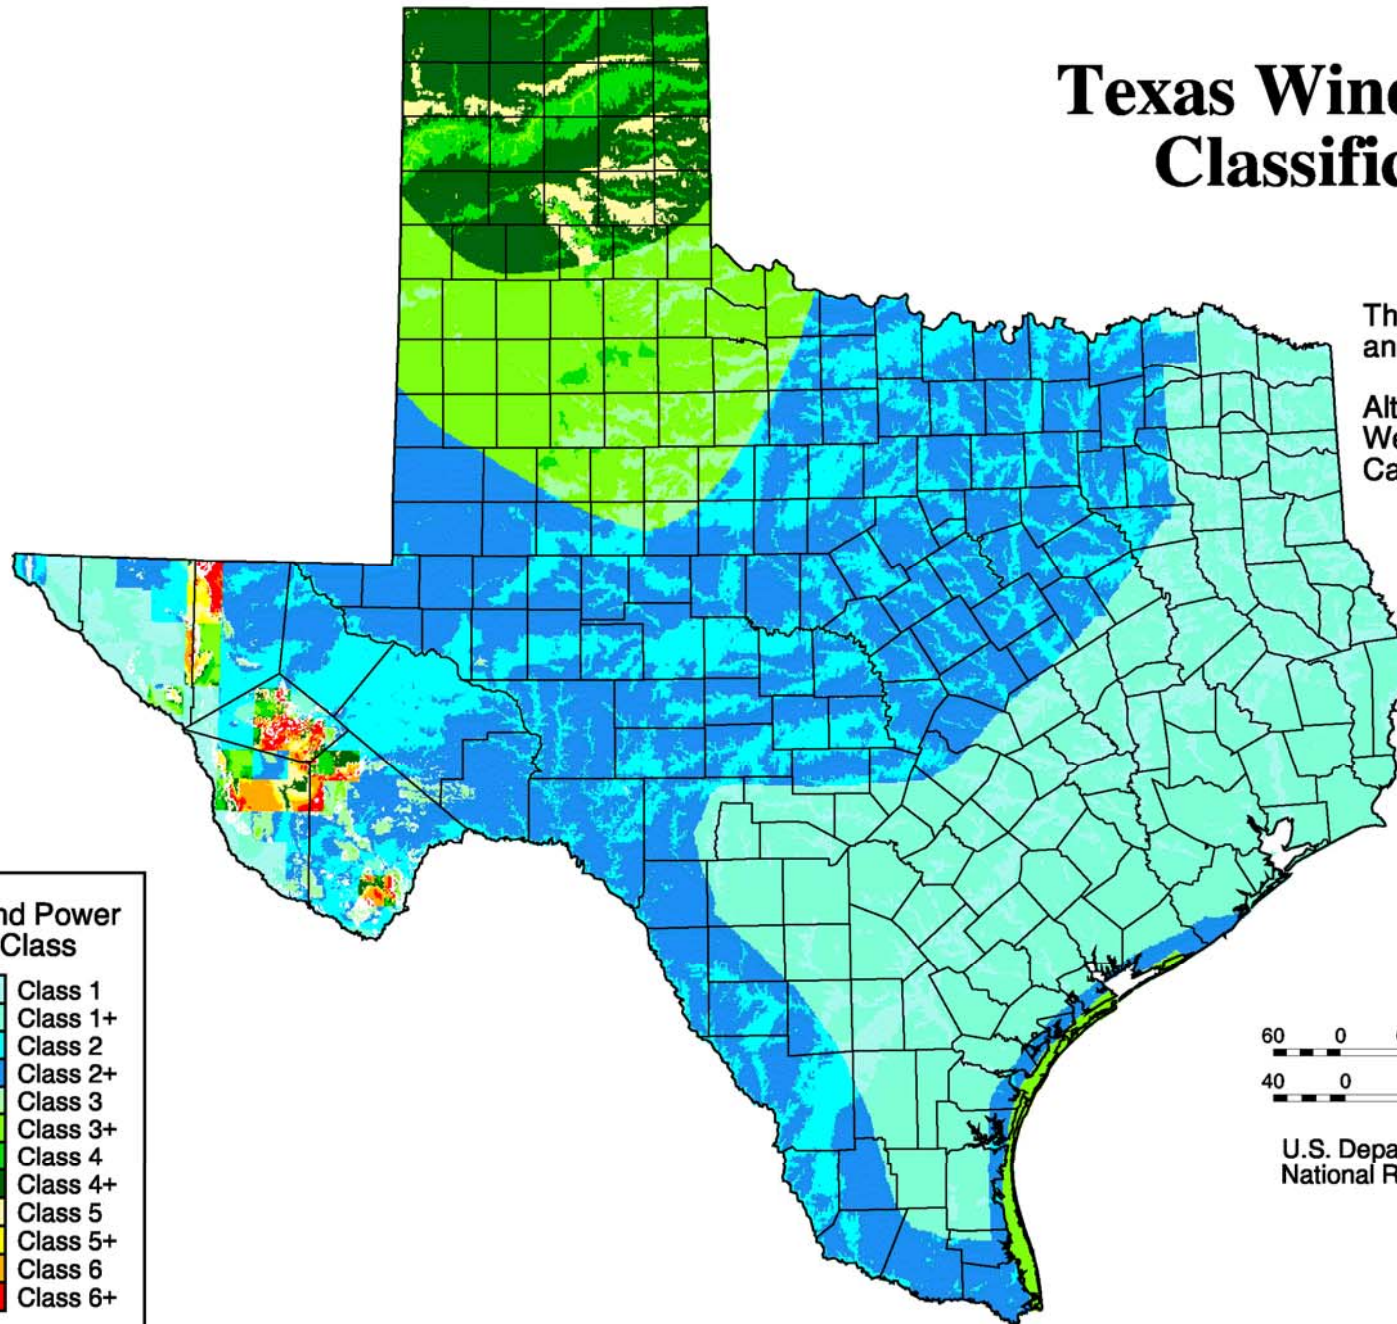 Texas Wind
Classific
Th
an
Alt
We
Ca
nd Power
Class
Class 1
Class 1+
Class 2
Class 2+
Class 3
Class 3+
Class 4
Class 4+
Class 5
Class 5+
Class 6
Class 6+
60 0
40 0
U.S. Depa
National R